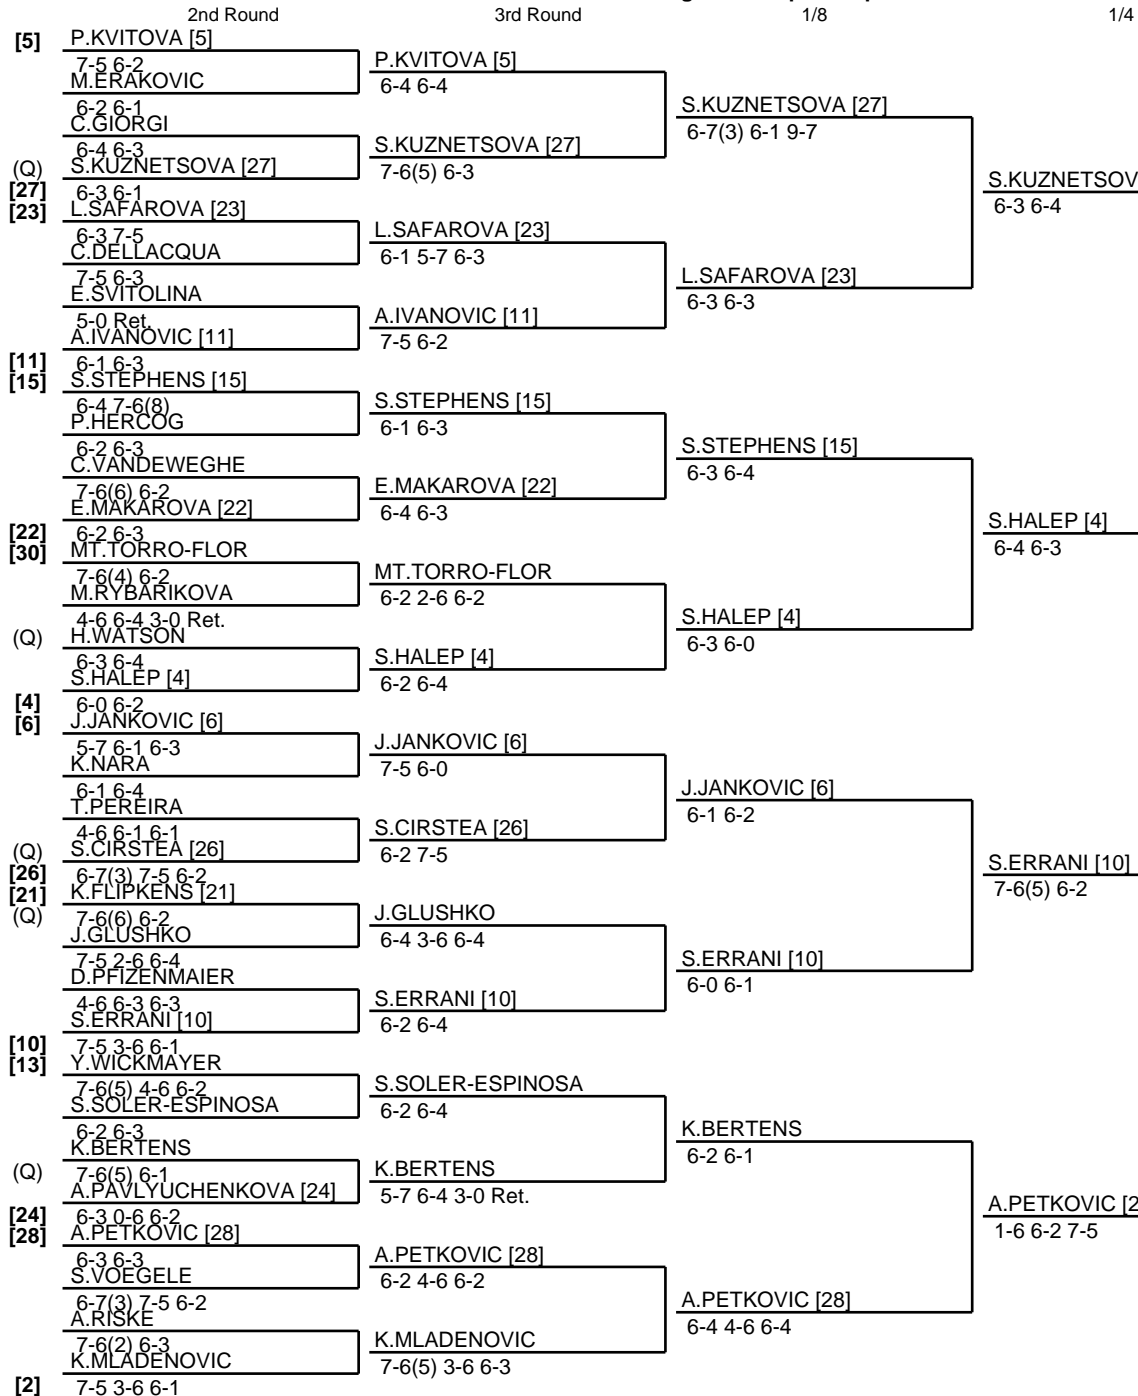 2nd Round 3rd Round 1/8 1/4
[5] P.KVITOVA [5]
7-5 6-2
M.ERAKOVIC
6-2 6-1
C.GIORGI
6-4 6-3
(Q) S.KUZNETSOVA [27]
[27] 6-3 6-1
[23] L.SAFAROVA [23]
6-3 7-5
C.DELLACQUA
7-5 6-3
E.SVITOLINA
5-0 Ret.
A.IVANOVIC [11]
[11] 6-1 6-3
[15] S.STEPHENS [15]
6-4 7-6(8)
P.HERCOG
6-2 6-3
C.VANDEWEGHE
7-6(6) 6-2
E.MAKAROVA [22]
[22] 6-2 6-3
[30] MT.TORRO-FLOR
7-6(4) 6-2
M.RYBARIKOVA
4-6 6-4 3-0 Ret.
(Q) H.WATSON
6-3 6-4
S.HALEP [4]
[4] 6-0 6-2
[6] J.JANKOVIC [6]
5-7 6-1 6-3
K.NARA
6-1 6-4
T.PEREIRA
4-6 6-1 6-1
(Q) S.CIRSTEA [26]
[26] 6-7(3) 7-5 6-2
[21] K.FLIPKENS [21]
(Q) 7-6(6) 6-2
J.GLUSHKO
7-5 2-6 6-4
D.PFIZENMAIER
4-6 6-3 6-3
S.ERRANI [10]
[10] 7-5 3-6 6-1
[13] Y.WICKMAYER
7-6(5) 4-6 6-2
S.SOLER-ESPINOSA
6-2 6-3
K.BERTENS
(Q) 7-6(5) 6-1
A.PAVLYUCHENKOVA [24]
[24] 6-3 0-6 6-2
[28] A.PETKOVIC [28]
6-3 6-3
S.VOEGELE
6-7(3) 7-5 6-2
A.RISKE
7-6(2) 6-3
K.MLADENOVIC
[2] 7-5 3-6 6-1
P.KVITOVA [5]
6-4 6-4
S.KUZNETSOVA [27]
7-6(5) 6-3
L.SAFAROVA [23]
6-1 5-7 6-3
A.IVANOVIC [11]
7-5 6-2
S.STEPHENS [15]
6-1 6-3
E.MAKAROVA [22]
6-4 6-3
MT.TORRO-FLOR
6-2 2-6 6-2
S.HALEP [4]
6-2 6-4
J.JANKOVIC [6]
7-5 6-0
S.CIRSTEA [26]
6-2 7-5
J.GLUSHKO
6-4 3-6 6-4
S.ERRANI [10]
6-2 6-4
S.SOLER-ESPINOSA
6-2 6-4
K.BERTENS
5-7 6-4 3-0 Ret.
A.PETKOVIC [28]
6-2 4-6 6-2
K.MLADENOVIC
7-6(5) 3-6 6-3
S.KUZNETSOVA [27]
6-7(3) 6-1 9-7
L.SAFAROVA [23]
6-3 6-3
S.STEPHENS [15]
6-3 6-4
S.HALEP [4]
6-3 6-0
J.JANKOVIC [6]
6-1 6-2
S.ERRANI [10]
6-0 6-1
K.BERTENS
6-2 6-1
A.PETKOVIC [28]
6-4 4-6 6-4
S.KUZNETSOV
6-3 6-4
S.HALEP [4]
6-4 6-3
S.ERRANI [10]
7-6(5) 6-2
A.PETKOVIC [2
1-6 6-2 7-5